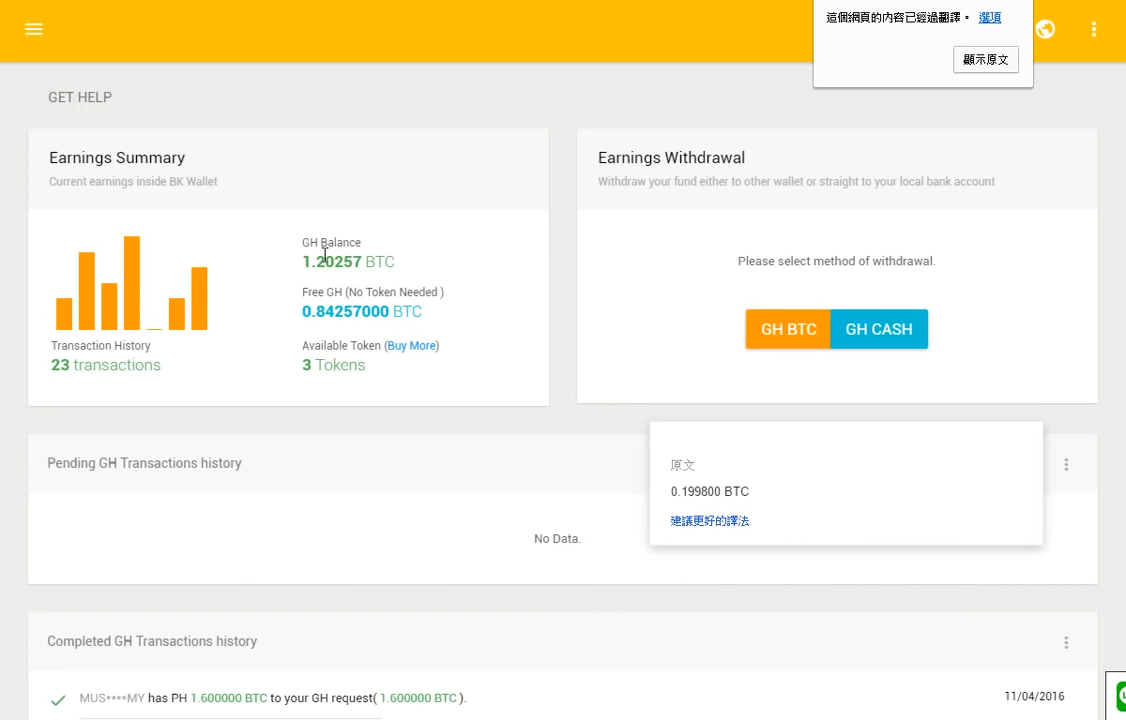 這個網頁的內容已經過翻譯。 選項
顯示原文
GET HELP
Earnings Summary
Current earnings inside BK Wallet
GH Balance
1.20257 BTC
Free GH (No Token Needed )
0.84257000 BTC
Transaction History
23 transactions
Available Token (Buy More)
3 Tokens
Earnings Withdrawal
Withdraw your fund either to other wallet or straight to your local bank account
Please select method of withdrawal.
GH BTC GH CASH
Pending GH Transactions history
原文
0.199800 BTC
建議更好的譯法
No Data.
Completed GH Transactions history
MUS****MY has PH 1.600000 BTC to your GH request( 1.600000 BTC ).
11/04/2016